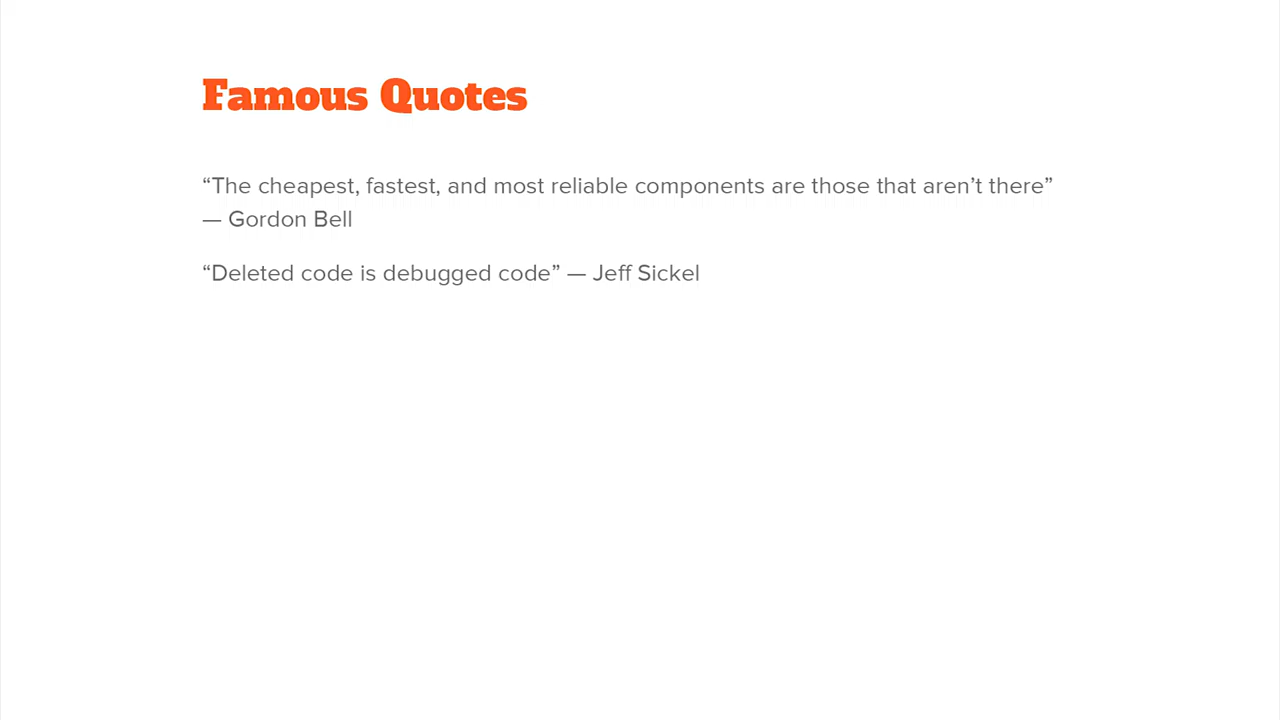 Famous Quotes
“The cheapest, fastest, and most reliable components are those that aren’t there”
— Gordon Bell
“Deleted code is debugged code” — Jeff Sickel